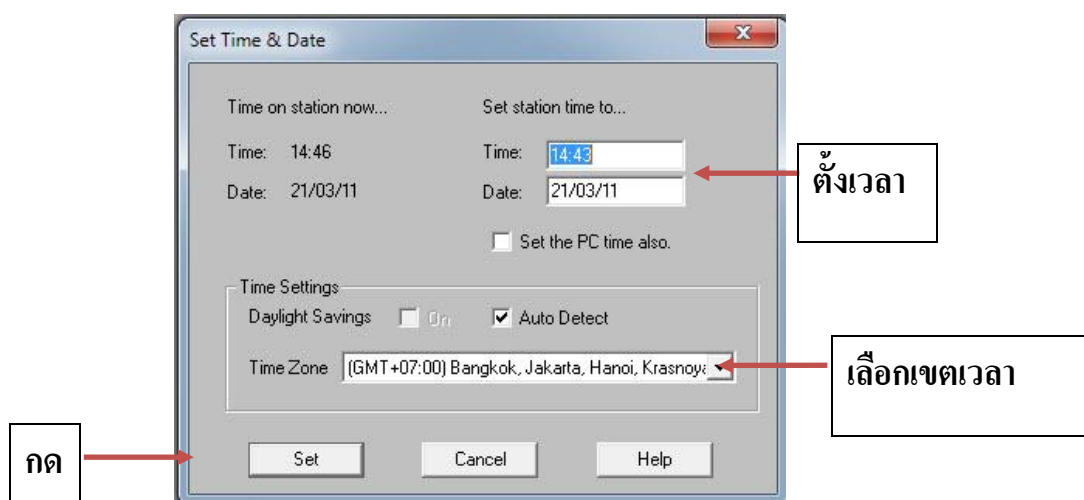 Set Time & Date
Time on station now...
Set station time to...
Time: 14:46
Time: 14:43
Date: 21/03/11
Date: 21/03/11
ตั้งเวลา
Set the PC time also.
Time Settings
Daylight Savings On Auto Detect
Time Zone (GMT+07:00) Bangkok, Jakarta, Hanoi, Krasnoya
เลือกเขตเวลา
กด
Set Cancel Help